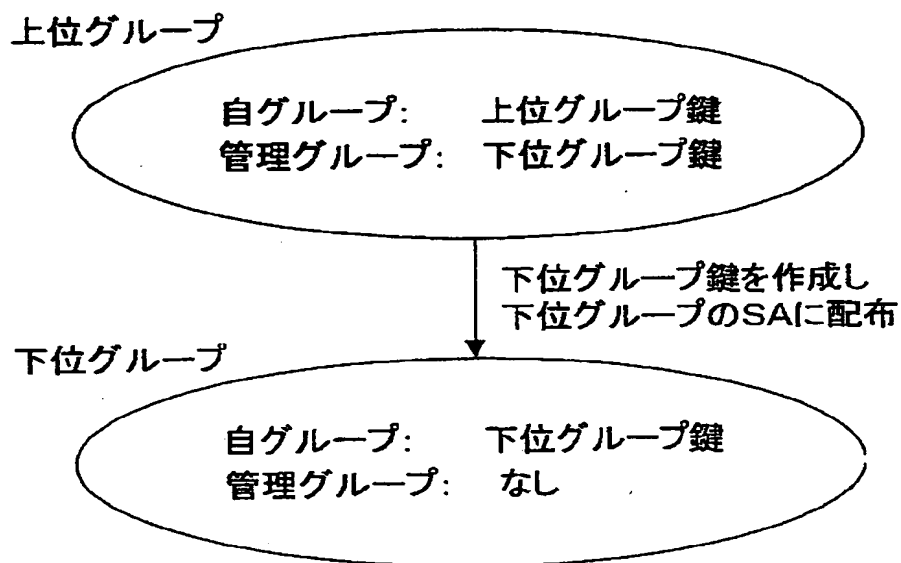 上位グループ
自グループ: 上位グループ鍵
管理グループ: 下位グループ鍵
下位グループ鍵を作成し
下位グループのSAに配布
下位グループ
自グループ: 下位グループ鍵
管理グループ: なし